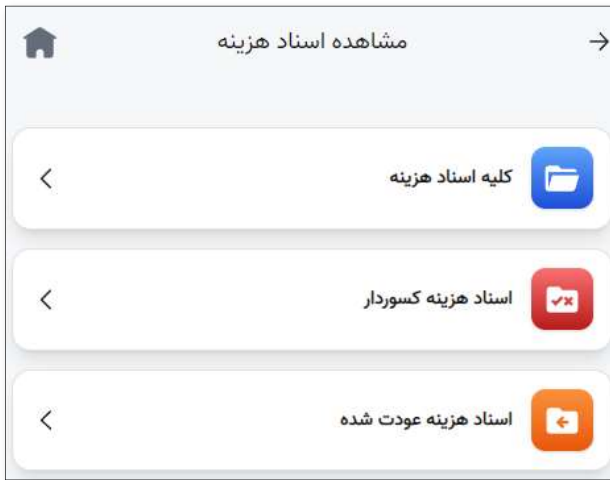 مشاهده اسناد هزینه
کلیه اسناد هزینه
اسناد هزینه کسوردار
اسناد هزینه عودت شده